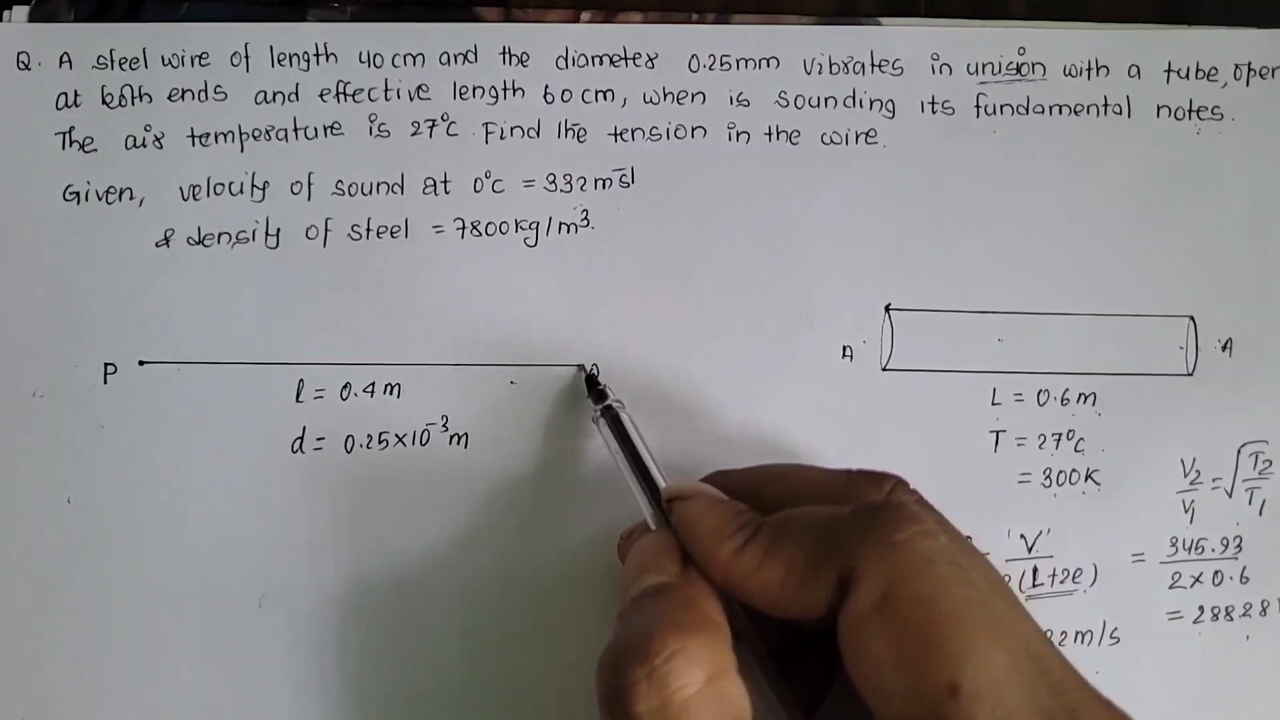 Q. A steel wire of length 40 cm and the diameter 0.25mm vibrates in unison with a tube, open
at both ends and effective length 60 cm, when is sounding its fundamental notes.
The air temperature is 27°C. Find the tension in the wire.
Given, velocity of sound at 0°C = 332 ms⁻¹
& density of steel = 7800 kg/m³.
P
l = 0.4 m
d = 0.25×10⁻³ m
A A
L = 0.6 m
T = 27°C
= 300K
V₂/V₁ = √(T₂/T₁)
'V'/(L+2e) = 345.93/(2×0.6)
= 288.28
2m/s